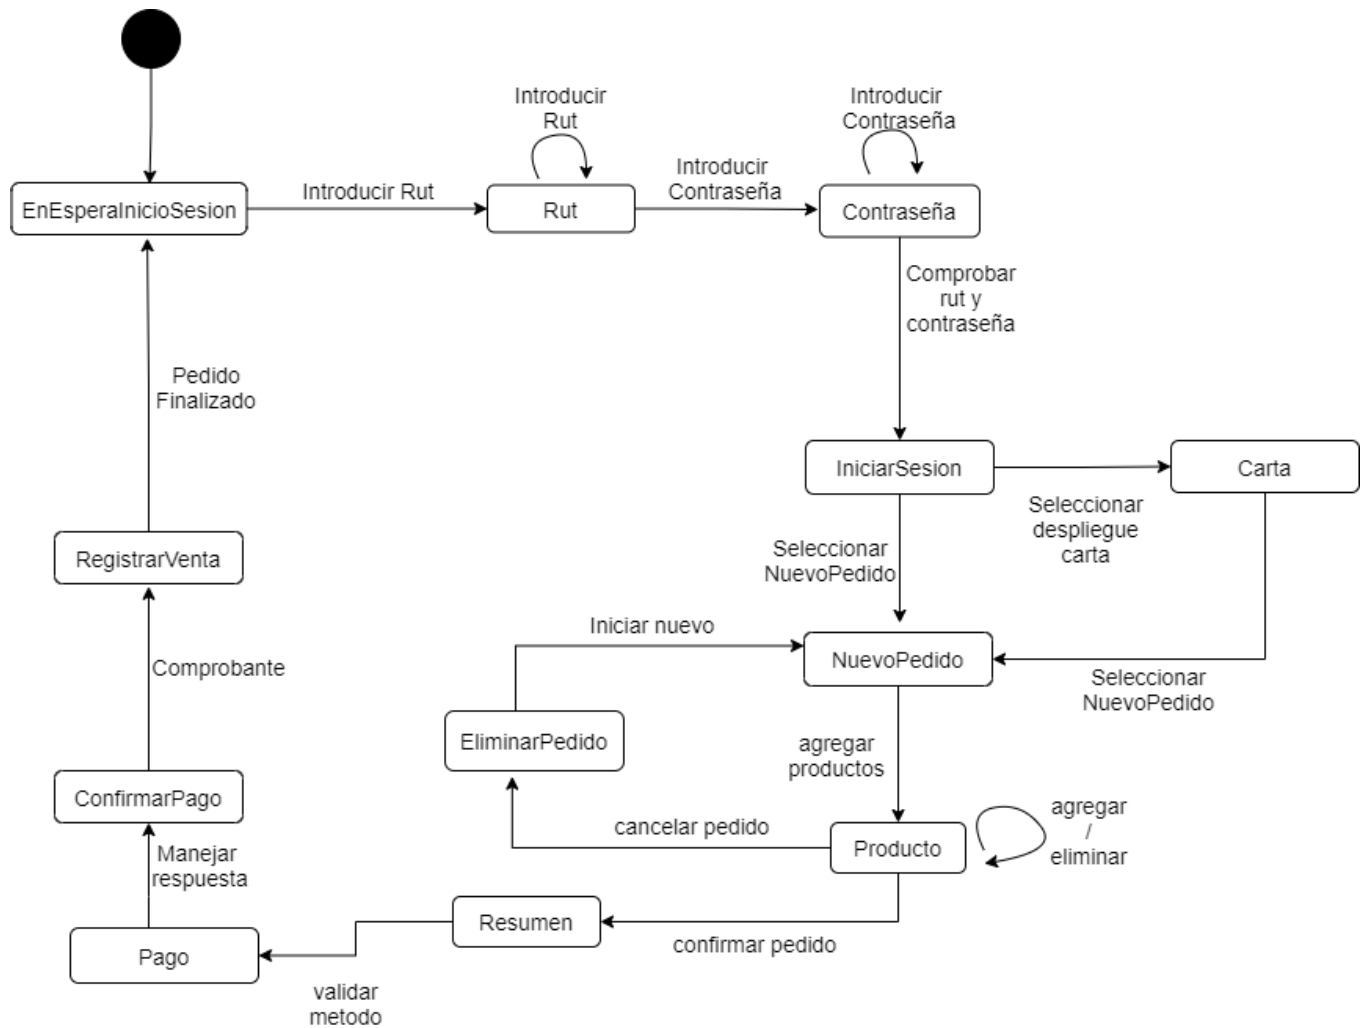 Introducir
Rut
Introducir
Contraseña
Introducir Rut
Introducir
Contraseña
EnEsperaInicioSesion
Rut
Contraseña
Comprobar
rut y
contraseña
Pedido
Finalizado
IniciarSesion
Carta
Seleccionar
despliegue
carta
Seleccionar
NuevoPedido
RegistrarVenta
Iniciar nuevo
NuevoPedido
Seleccionar
NuevoPedido
Comprobante
EliminarPedido
agregar
productos
ConfirmarPago
cancelar pedido
Producto
agregar
/
eliminar
Manejar
respuesta
Resumen
confirmar pedido
Pago
validar
metodo